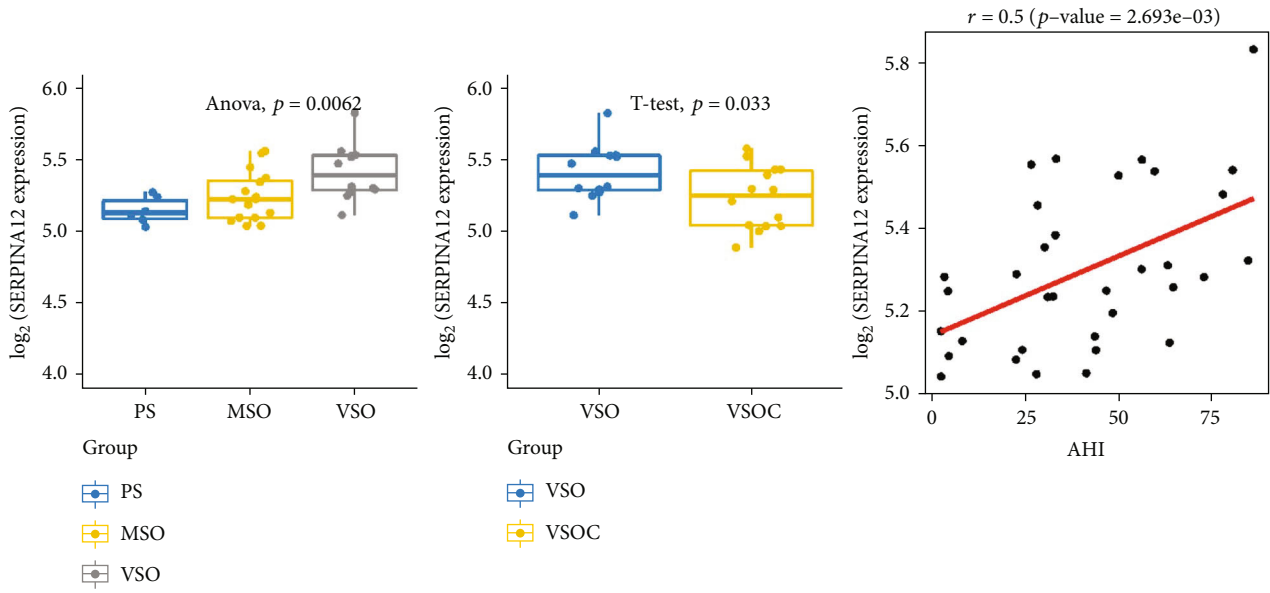 log₂ (SERPINA12 expression)
6.0
5.5
5.0
4.5
4.0
Anova, p = 0.0062
PS MSO VSO
Group
PS
MSO
VSO
log₂ (SERPINA12 expression)
6.0
5.5
5.0
4.5
4.0
T-test, p = 0.033
VSO VSOC
Group
VSO
VSOC
r = 0.5 (p–value = 2.693e–03)
log₂ (SERPINA12 expression)
5.8
5.6
5.4
5.2
5.0
0 25 50 75
AHI